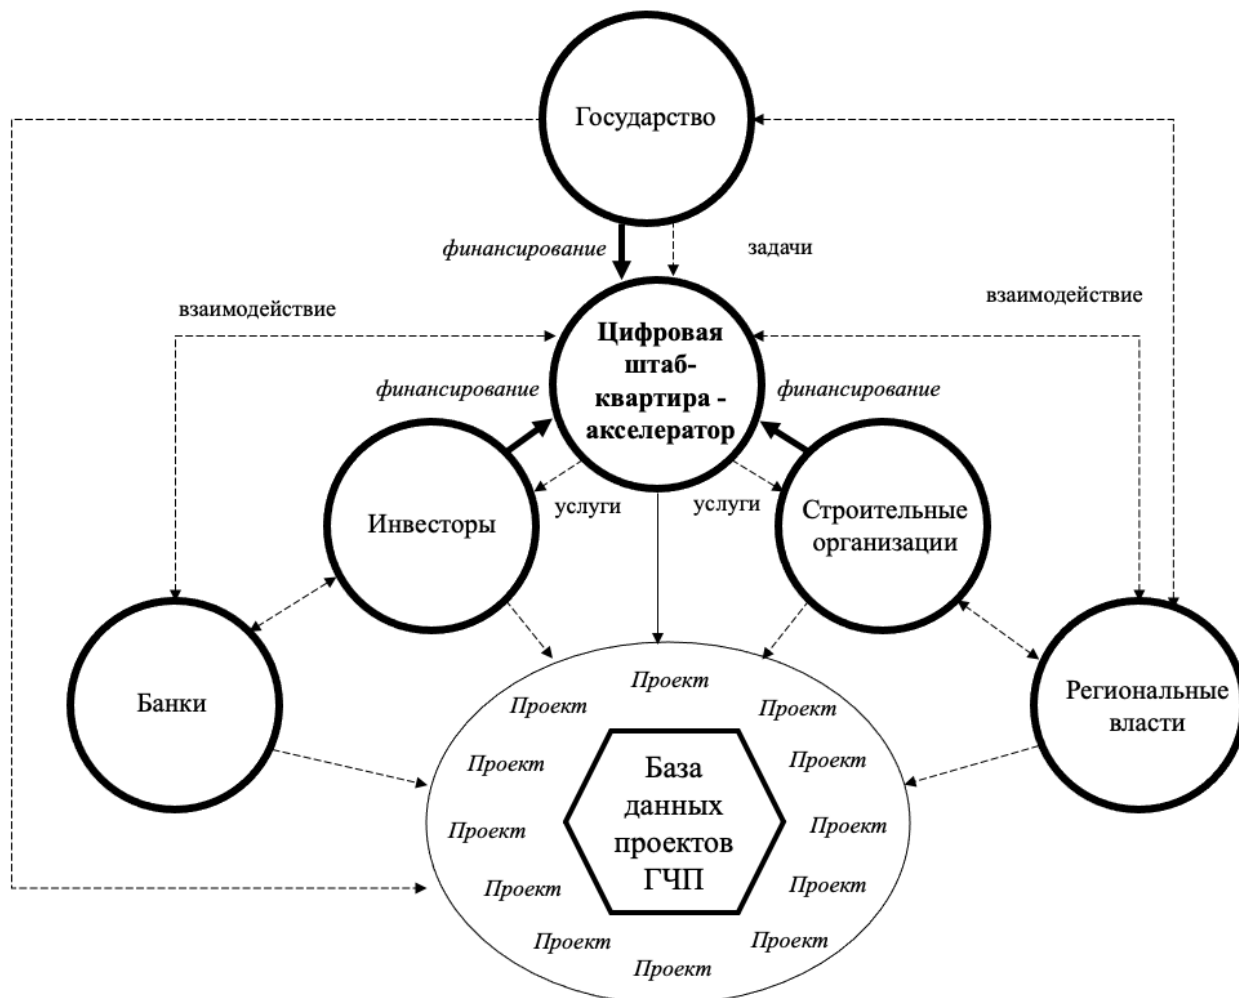 Государство
финансирование
задачи
взаимодействие
взаимодействие
Цифровая
штаб-
квартира -
акселератор
финансирование
финансирование
Инвесторы
услуги
услуги
Строительные
организации
Банки
Региональные
власти
Проект
Проект
Проект
Проект
Проект
Проект
Проект
Проект
Проект
Проект
Проект
Проект
База
данных
проектов
ГЧП